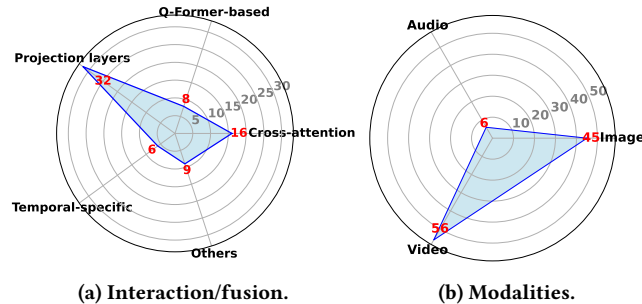 Q-Former-based
Projection layers
32
8
5
10
15
20
25
30
16
Cross-attention
6
9
Temporal-specific
Others
(a) Interaction/fusion.
Audio
6
10
20
30
40
50
45
Image
56
Video
(b) Modalities.